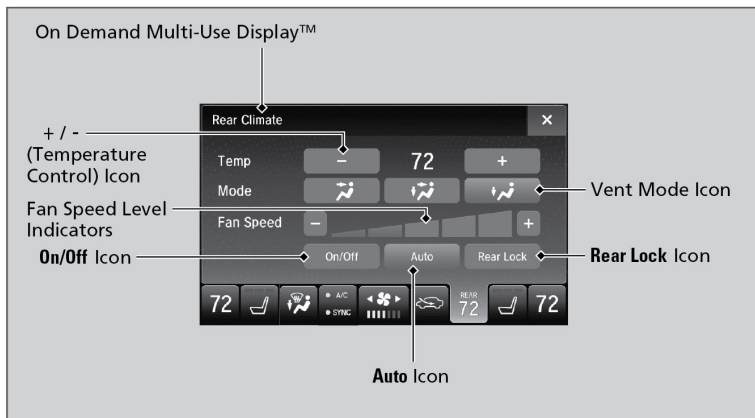 On Demand Multi-Use Display™
+ / -
(Temperature
Control) Icon
Fan Speed Level
Indicators
On/Off Icon
Rear Climate
×
Temp
−
72
+
Mode
Fan Speed
−
+
On/Off
Auto
Rear Lock
72
A/C
SYNC
REAR
72
72
Vent Mode Icon
Rear Lock Icon
Auto Icon